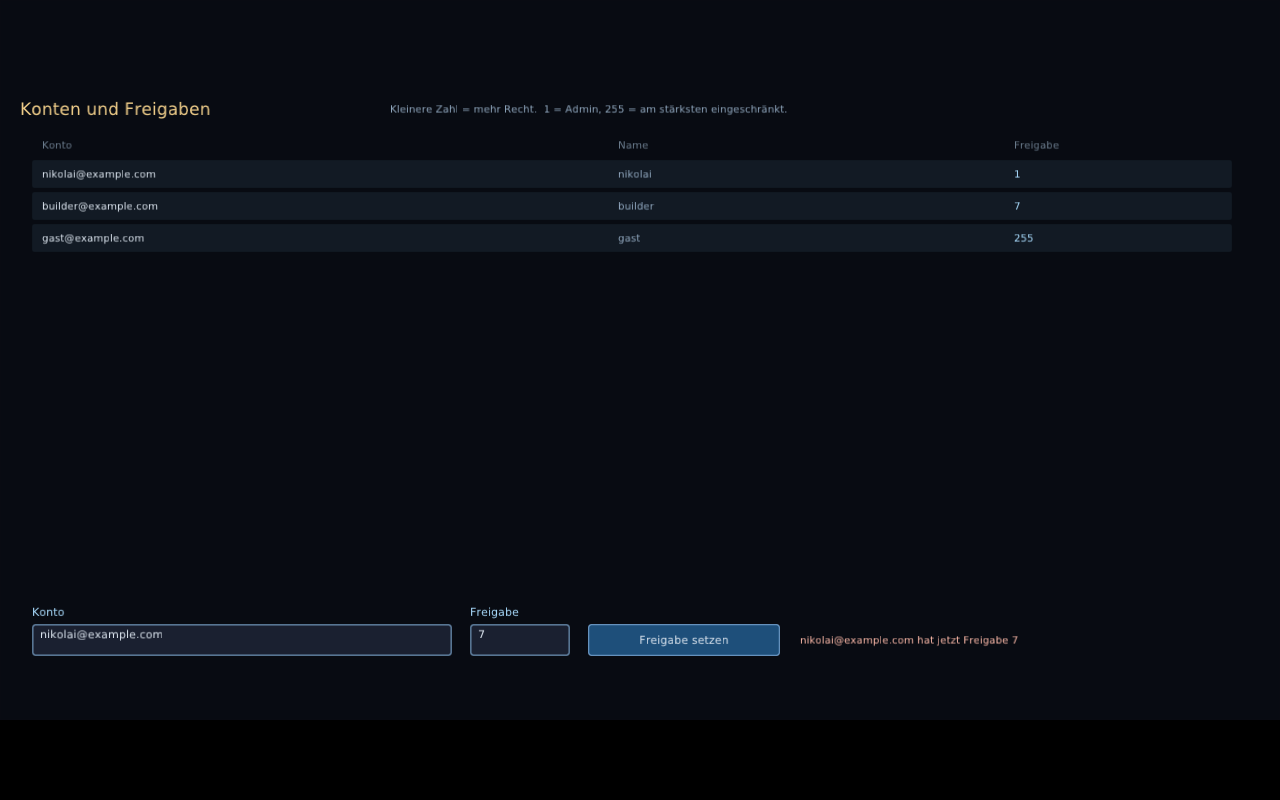 Konten und Freigaben
Kleinere Zahl = mehr Recht.  1 = Admin, 255 = am stärksten eingeschränkt.
Konto Name Freigabe
nikolai@example.com nikolai 1
builder@example.com builder 7
gast@example.com gast 255
Konto Freigabe
nikolai@example.com 7 Freigabe setzen nikolai@example.com hat jetzt Freigabe 7